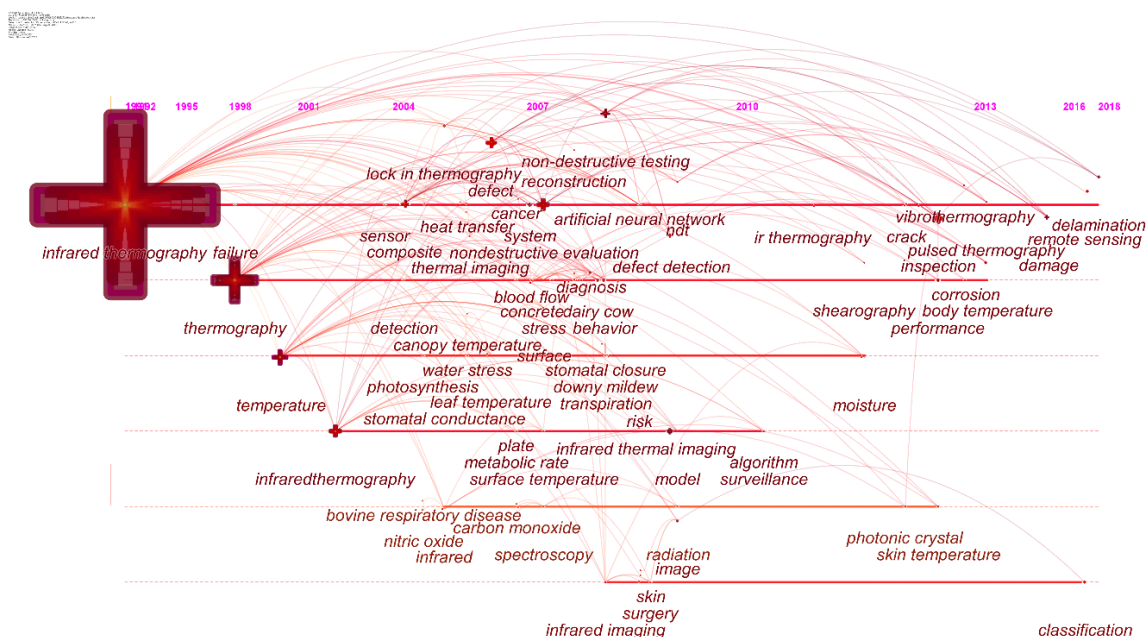 1992
1995
1998
2001
2004
2007
2010
2013
2016
2018
non-destructive testing
lock in thermography
reconstruction
defect
cancer
artificial neural network
vibrothermography
delamination
heat transfer
ndt
sensor
system
ir thermography
crack
remote sensing
infrared thermography
failure
composite
nondestructive evaluation
pulsed thermography
thermal imaging
defect detection
inspection
damage
diagnosis
blood flow
corrosion
concrete
dairy cow
shearography
body temperature
thermography
detection
stress
behavior
performance
canopy temperature
surface
water stress
stomatal closure
photosynthesis
downy mildew
temperature
leaf temperature
transpiration
moisture
stomatal conductance
risk
plate
infrared thermal imaging
metabolic rate
algorithm
infraredthermography
surface temperature
model
surveillance
bovine respiratory disease
carbon monoxide
nitric oxide
photonic crystal
infrared
spectroscopy
radiation
skin temperature
image
skin
surgery
infrared imaging
classification